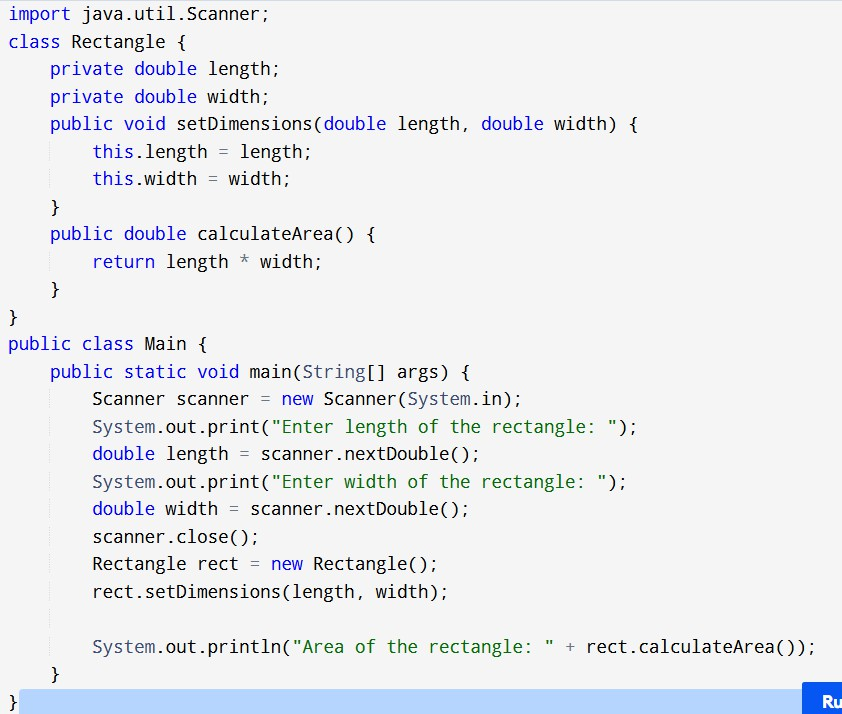 import java.util.Scanner;
class Rectangle {
    private double length;
    private double width;
    public void setDimensions(double length, double width) {
        this.length = length;
        this.width = width;
    }
    public double calculateArea() {
        return length * width;
    }
}
public class Main {
    public static void main(String[] args) {
        Scanner scanner = new Scanner(System.in);
        System.out.print("Enter length of the rectangle: ");
        double length = scanner.nextDouble();
        System.out.print("Enter width of the rectangle: ");
        double width = scanner.nextDouble();
        scanner.close();
        Rectangle rect = new Rectangle();
        rect.setDimensions(length, width);

        System.out.println("Area of the rectangle: " + rect.calculateArea());
    }
}
Ru